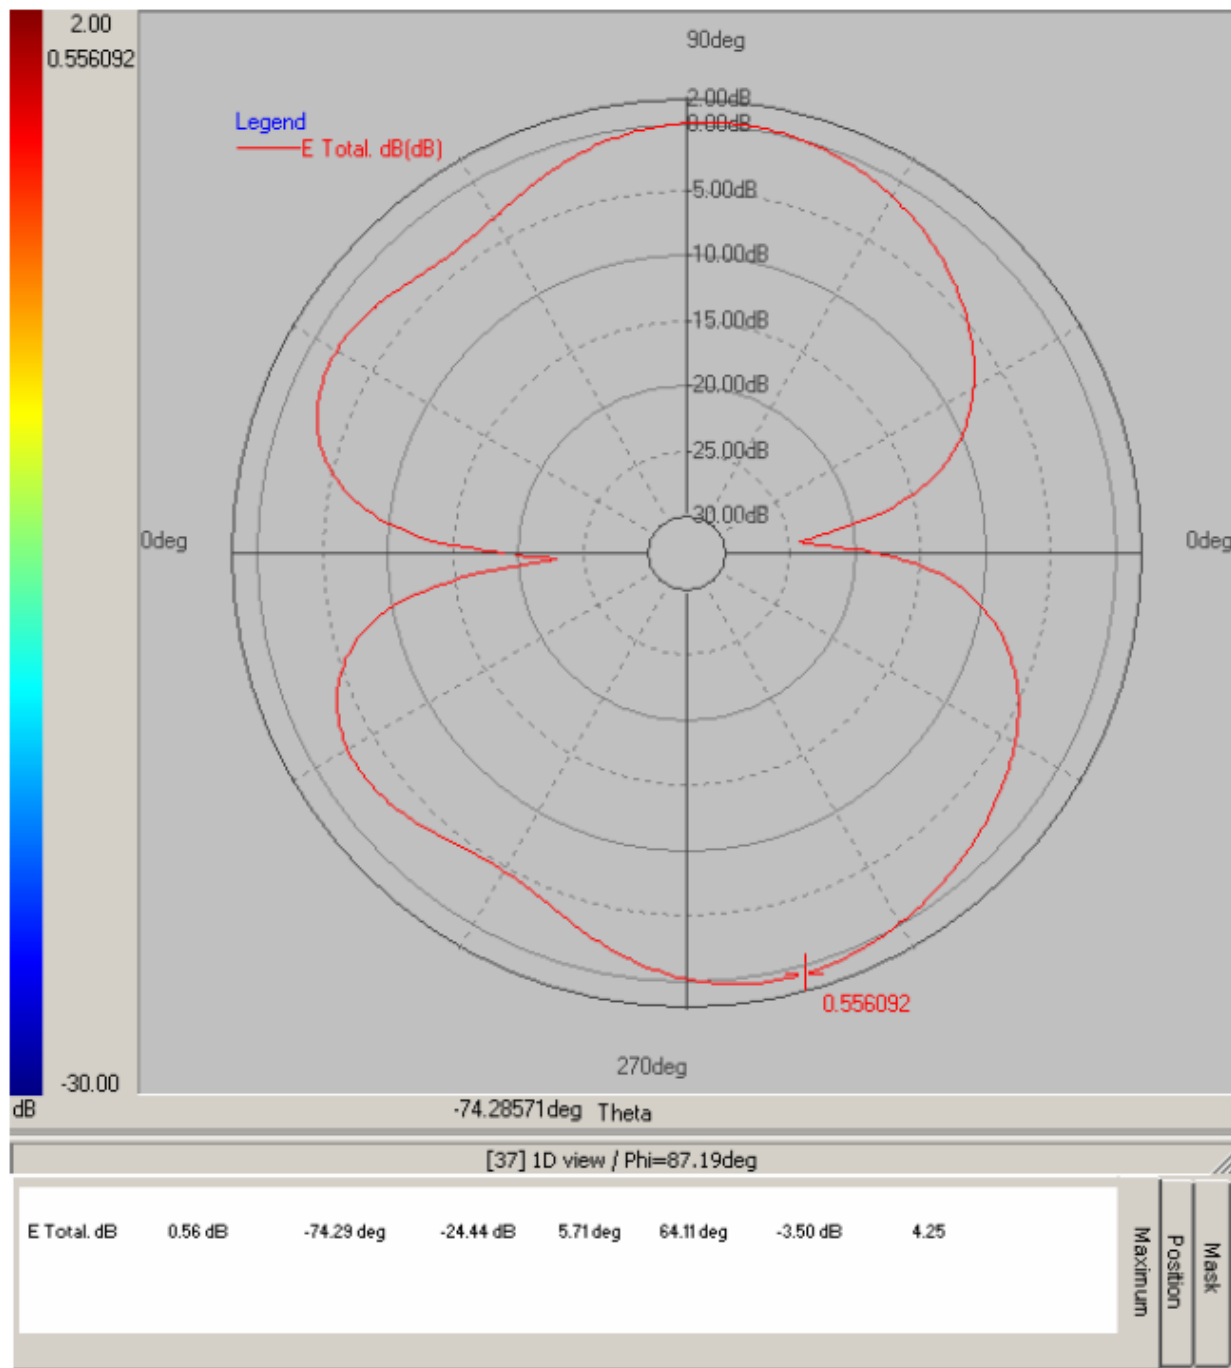 2.00
0.556092
90deg
2.00dB
0.00dB
Legend
E Total. dB(dB)
-5.00dB
-10.00dB
-15.00dB
-20.00dB
-25.00dB
-30.00dB
0deg
0deg
0.556092
270deg
-30.00
dB
-74.28571deg Theta
[37] 1D view / Phi=87.19deg
E Total. dB 0.56 dB -74.29 deg -24.44 dB 5.71 deg 64.11 deg -3.50 dB 4.25
Maximum
Position
Mask